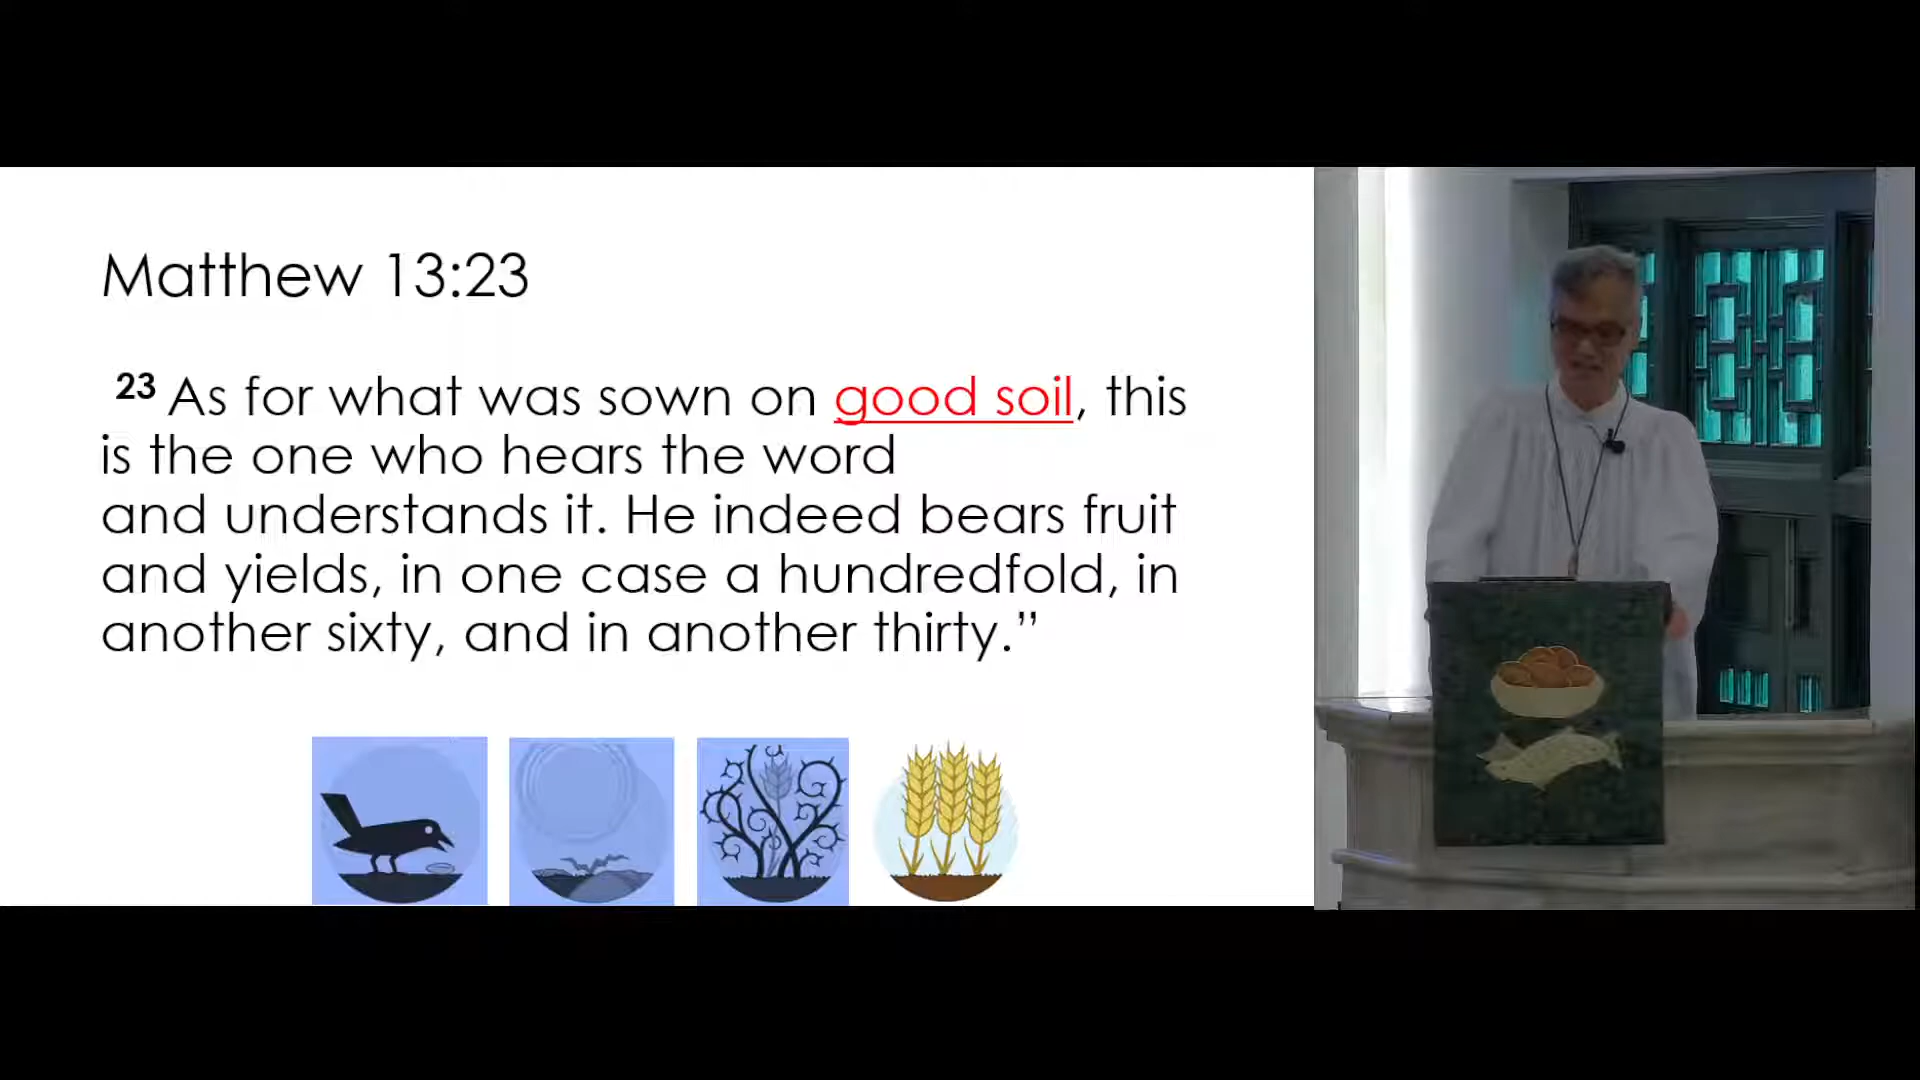 Matthew 13:23
23 As for what was sown on good soil, this
is the one who hears the word
and understands it. He indeed bears fruit
and yields, in one case a hundredfold, in
another sixty, and in another thirty.”